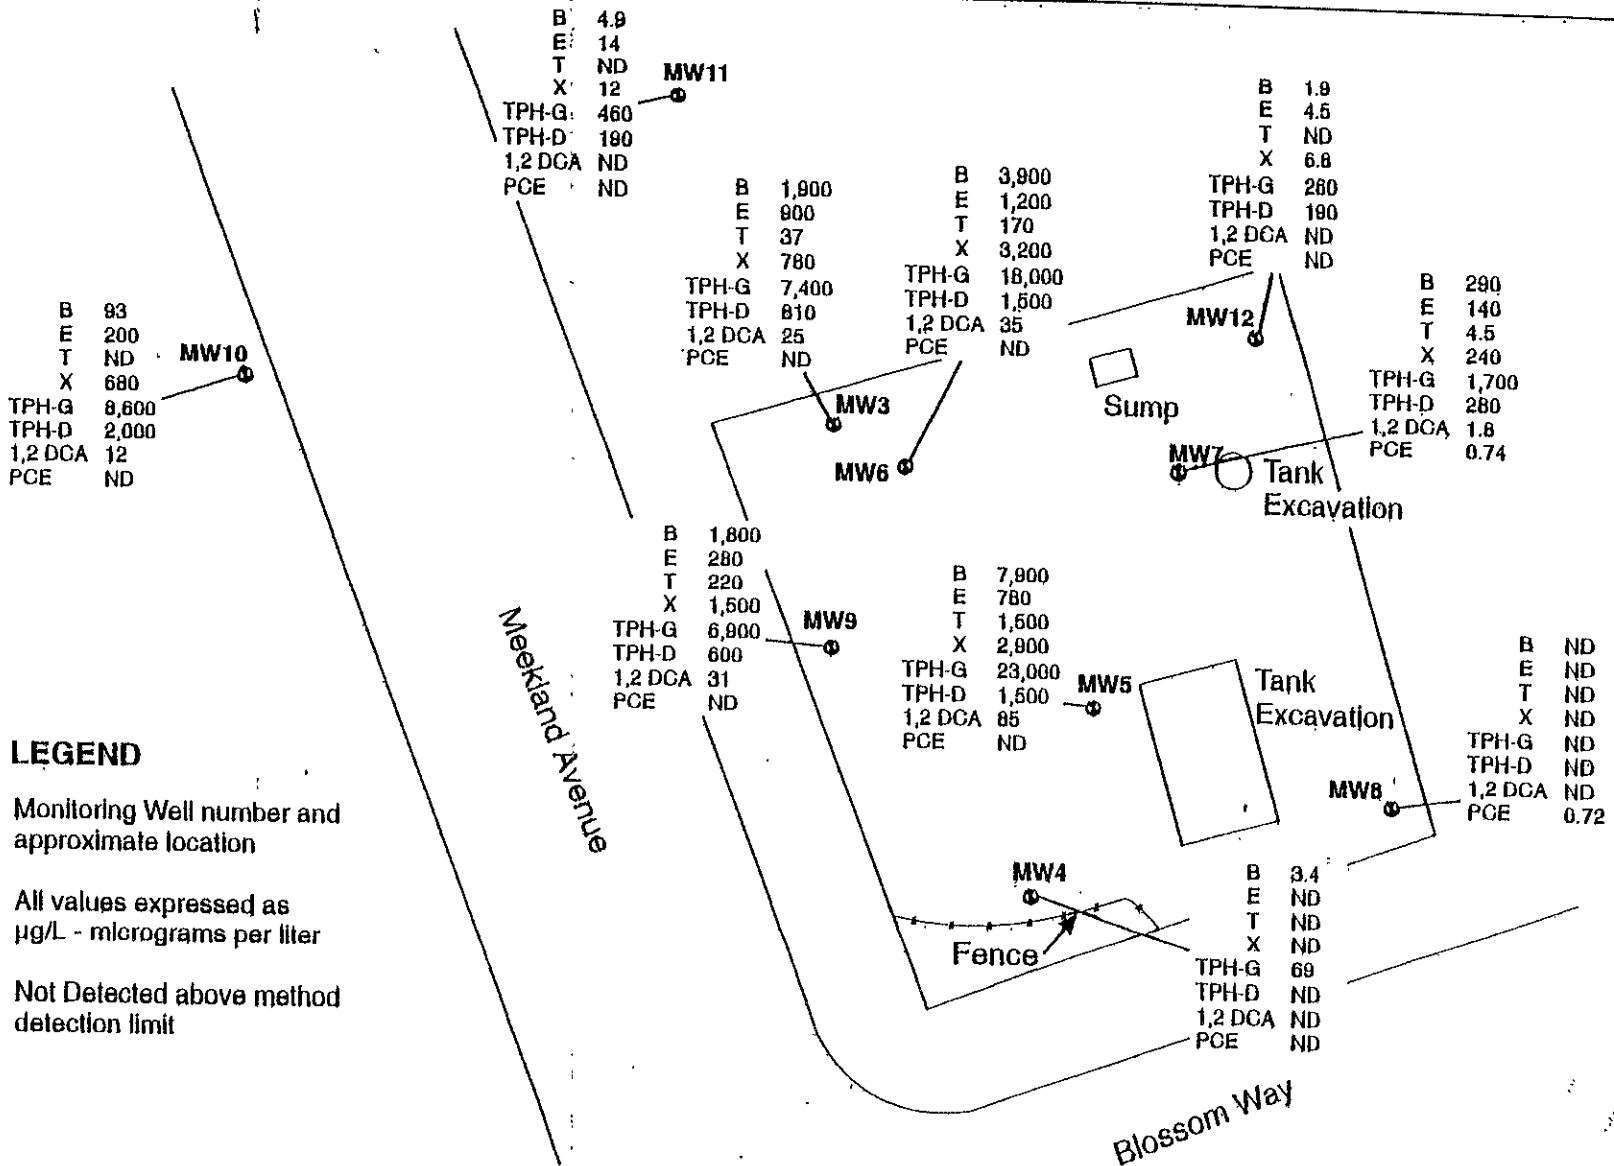 B 4.9
E 14
T ND
X 12
TPH-G 460
TPH-D 180
1,2 DCA ND
PCE ND
MW11
B 1.9
E 4.5
T ND
X 6.8
TPH-G 260
TPH-D 190
1,2 DCA ND
PCE ND
MW12
B 1,900
E 900
T 37
X 780
TPH-G 7,400
TPH-D 810
1,2 DCA 25
PCE ND
MW3
B 3,900
E 1,200
T 170
X 3,200
TPH-G 18,000
TPH-D 1,500
1,2 DCA 35
PCE ND
MW6
B 290
E 140
T 4.5
X 240
TPH-G 1,700
TPH-D 280
1,2 DCA 1.8
PCE 0.74
MW7
Sump
Tank
Excavation
B 93
E 200
T ND
X 680
TPH-G 8,600
TPH-D 2,000
1,2 DCA 12
PCE ND
MW10
B 1,800
E 280
T 220
X 1,500
TPH-G 6,900
TPH-D 600
1,2 DCA 31
PCE ND
MW9
B 7,900
E 780
T 1,500
X 2,900
TPH-G 23,000
TPH-D 1,500
1,2 DCA 85
PCE ND
MW5
Tank
Excavation
B ND
E ND
T ND
X ND
TPH-G ND
TPH-D ND
1,2 DCA ND
PCE 0.72
MW8
Meekland Avenue
LEGEND
Monitoring Well number and
approximate location
All values expressed as
µg/L - micrograms per liter
Not Detected above method
detection limit
MW4
B 3.4
E ND
T ND
X ND
TPH-G 69
TPH-D ND
1,2 DCA ND
PCE ND
Fence
Blossom Way